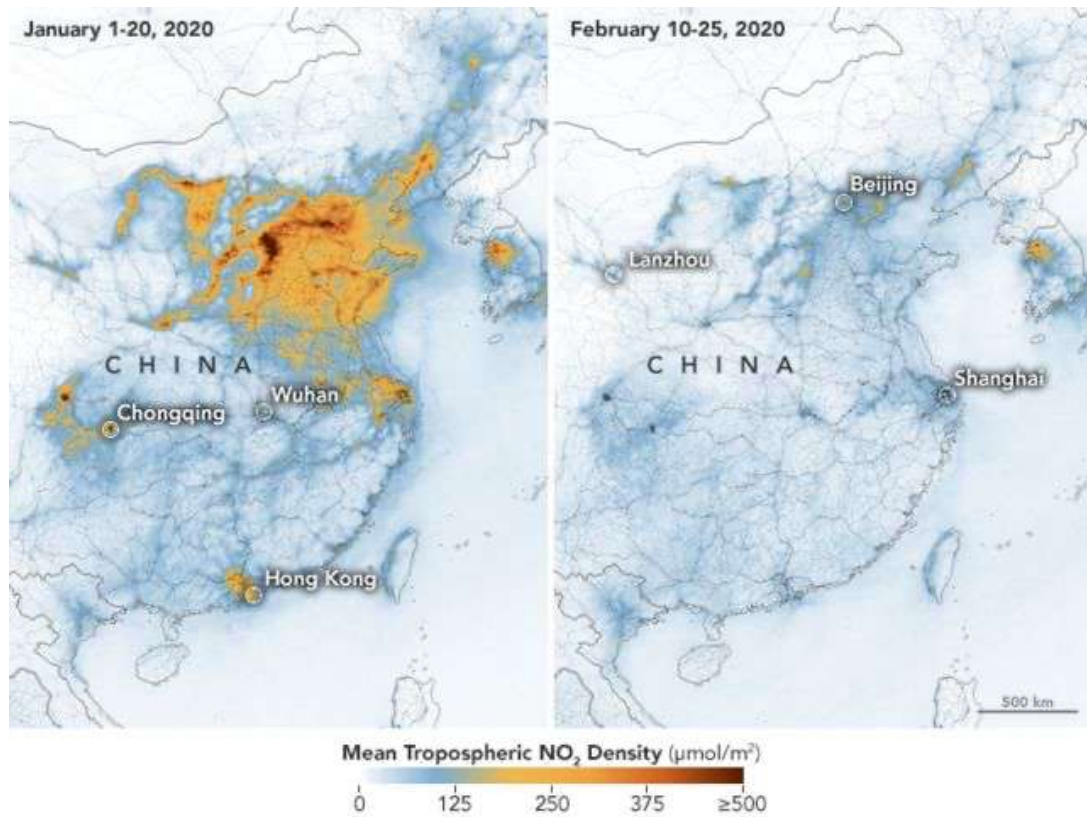 January 1-20, 2020
February 10-25, 2020
Beijing
Lanzhou
C H I N A
C H I N A
Shanghai
Wuhan
Chongqing
Hong Kong
500 km
Mean Tropospheric NO₂ Density (µmol/m²)
0 125 250 375 ≥500